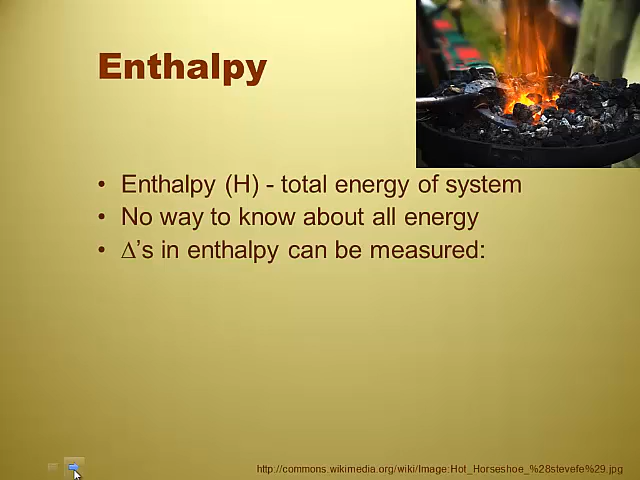 Enthalpy
• Enthalpy (H) - total energy of system
• No way to know about all energy
• Δ’s in enthalpy can be measured:
http://commons.wikimedia.org/wiki/Image:Hot_Horseshoe_%28stevefe%29.jpg